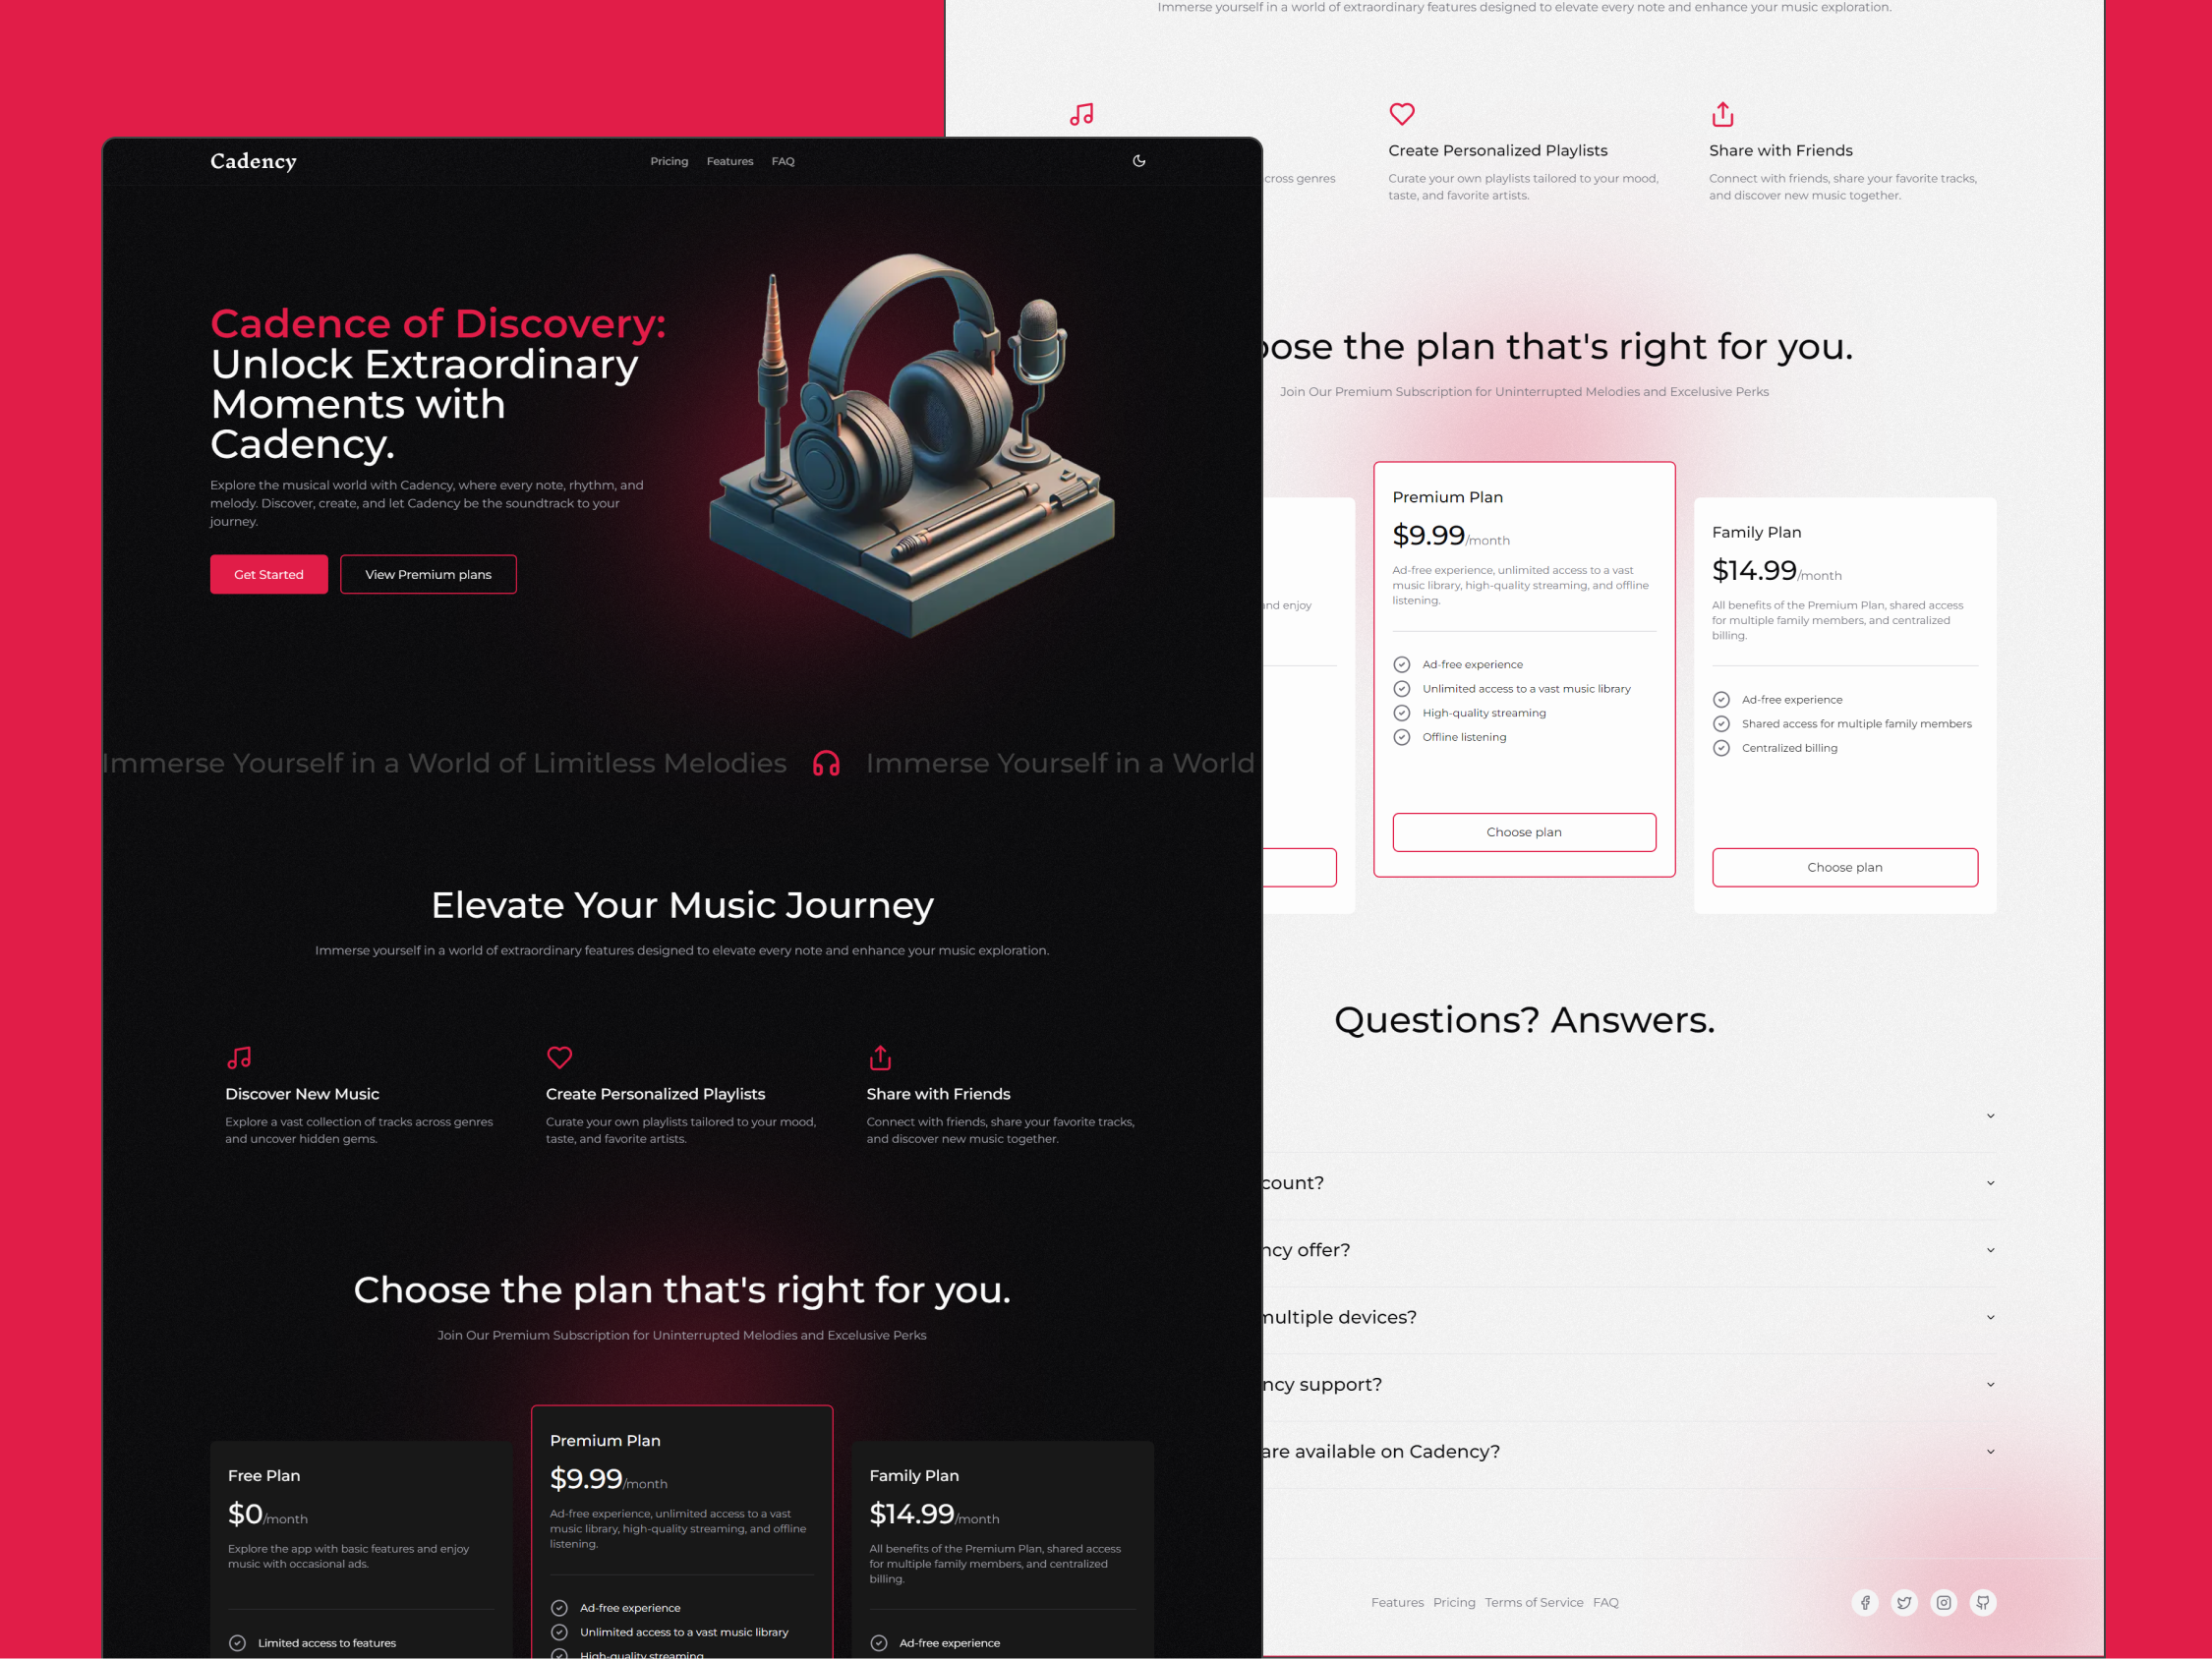 Cadency
Pricing
Features
FAQ
Cadence of Discovery:
Unlock Extraordinary
Moments with
Cadency.
Explore the musical world with Cadency, where every note, rhythm, and
melody. Discover, create, and let Cadency be the soundtrack to your
journey.
Get Started
View Premium plans
Immerse Yourself in a World of Limitless Melodies
Immerse Yourself in a World
Elevate Your Music Journey
Immerse yourself in a world of extraordinary features designed to elevate every note and enhance your music exploration.
Discover New Music
Explore a vast collection of tracks across genres
and uncover hidden gems.
Create Personalized Playlists
Curate your own playlists tailored to your mood,
taste, and favorite artists.
Share with Friends
Connect with friends, share your favorite tracks,
and discover new music together.
Choose the plan that's right for you.
Join Our Premium Subscription for Uninterrupted Melodies and Excelusive Perks
Free Plan
$0/month
Explore the app with basic features and enjoy
music with occasional ads.
Limited access to features
Premium Plan
$9.99/month
Ad-free experience, unlimited access to a vast
music library, high-quality streaming, and offline
listening.
Ad-free experience
Unlimited access to a vast music library
High-quality streaming
Family Plan
$14.99/month
All benefits of the Premium Plan, shared access
for multiple family members, and centralized
billing.
Ad-free experience
Immerse yourself in a world of extraordinary features designed to elevate every note and enhance your music exploration.
cross genres
Create Personalized Playlists
Curate your own playlists tailored to your mood,
taste, and favorite artists.
Share with Friends
Connect with friends, share your favorite tracks,
and discover new music together.
oose the plan that's right for you.
Join Our Premium Subscription for Uninterrupted Melodies and Excelusive Perks
and enjoy
Premium Plan
$9.99/month
Ad-free experience, unlimited access to a vast
music library, high-quality streaming, and offline
listening.
Ad-free experience
Unlimited access to a vast music library
High-quality streaming
Offline listening
Choose plan
Family Plan
$14.99/month
All benefits of the Premium Plan, shared access
for multiple family members, and centralized
billing.
Ad-free experience
Shared access for multiple family members
Centralized billing
Choose plan
Questions? Answers.
count?
ncy offer?
multiple devices?
ncy support?
are available on Cadency?
Features
Pricing
Terms of Service
FAQ